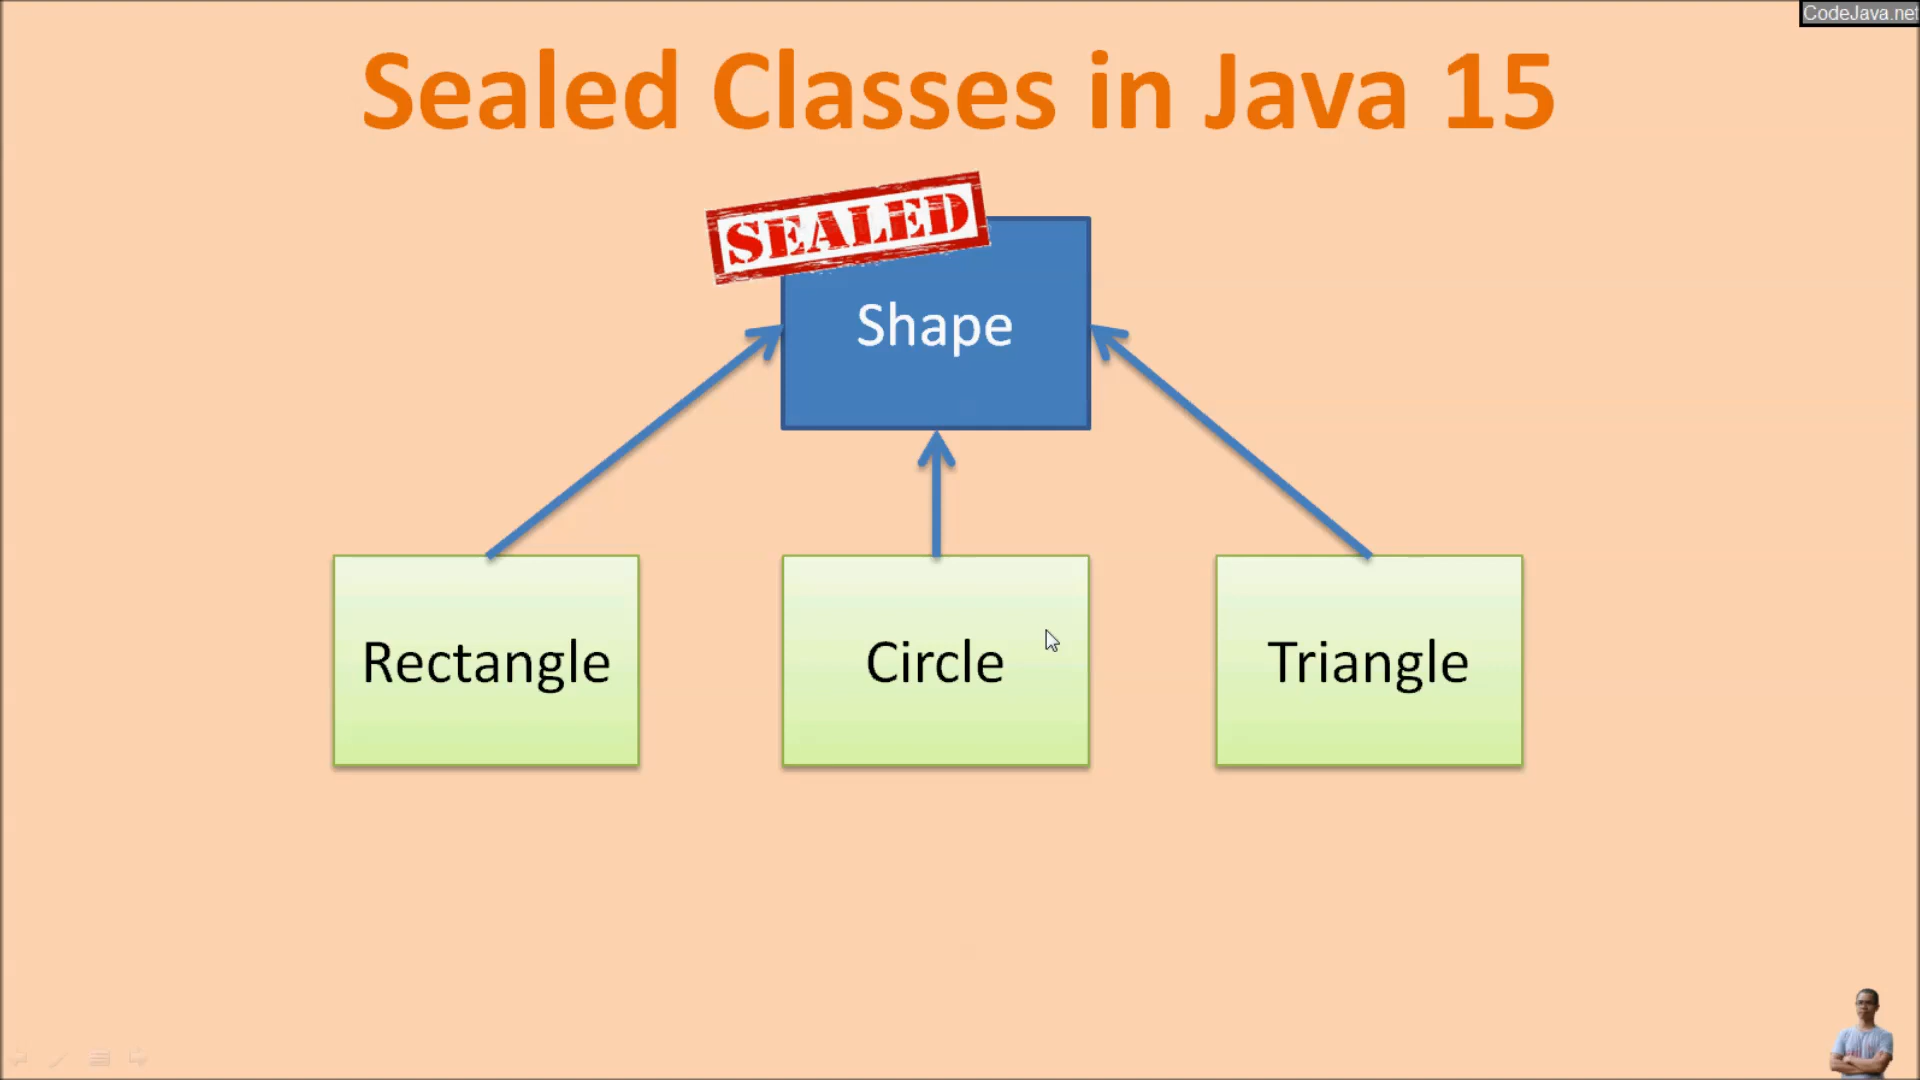 CodeJava.net
Sealed Classes in Java 15
SEALED
Shape
Rectangle
Circle
Triangle